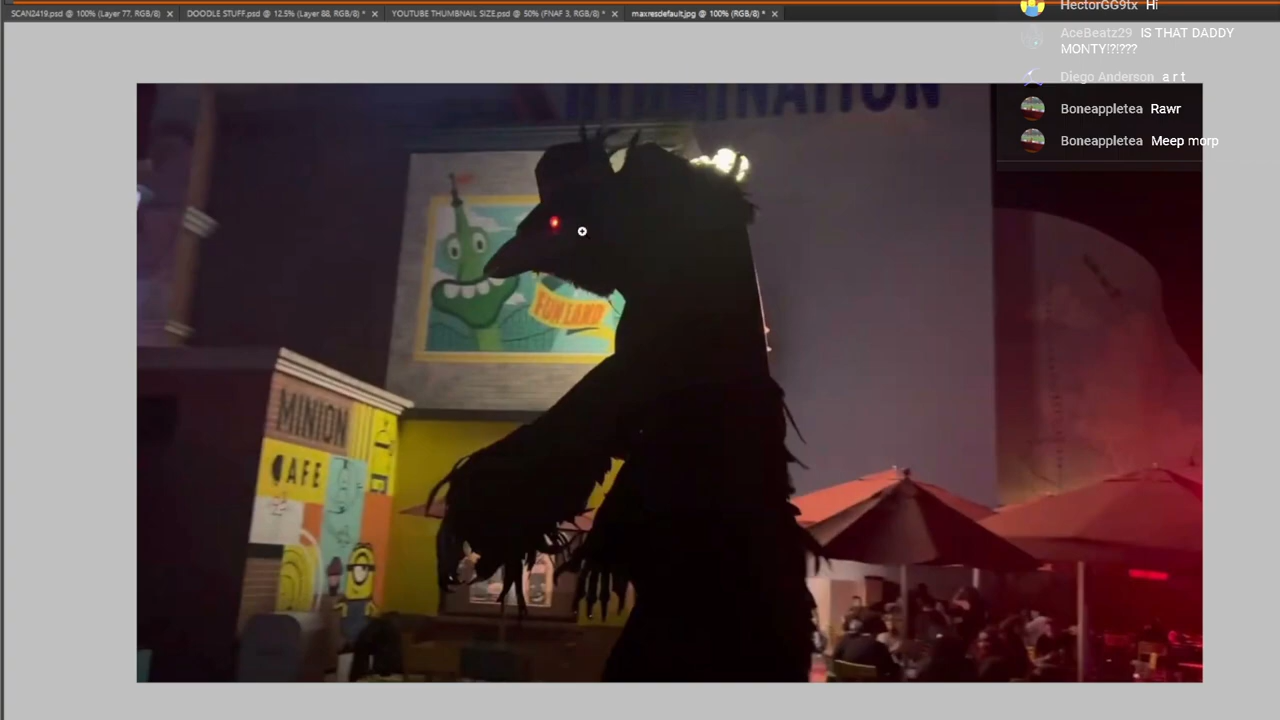 SCAN2419.psd @ 100% (Layer 77, RGB/8)
DOODLE STUFF.psd @ 12.5% (Layer 88, RGB/8) *
YOUTUBE THUMBNAIL SIZE.psd @ 50% (FNAF 3, RGB/8) *
maxresdefault.jpg @ 100% (RGB/8) *
HectorGG9tx Hi
AceBeatz29 IS THAT DADDY
MONTY!?!????
Diego Anderson a r t
Boneappletea Rawr
Boneappletea Meep morp
ILLUMINATION
FUN LAND
MINION
CAFE